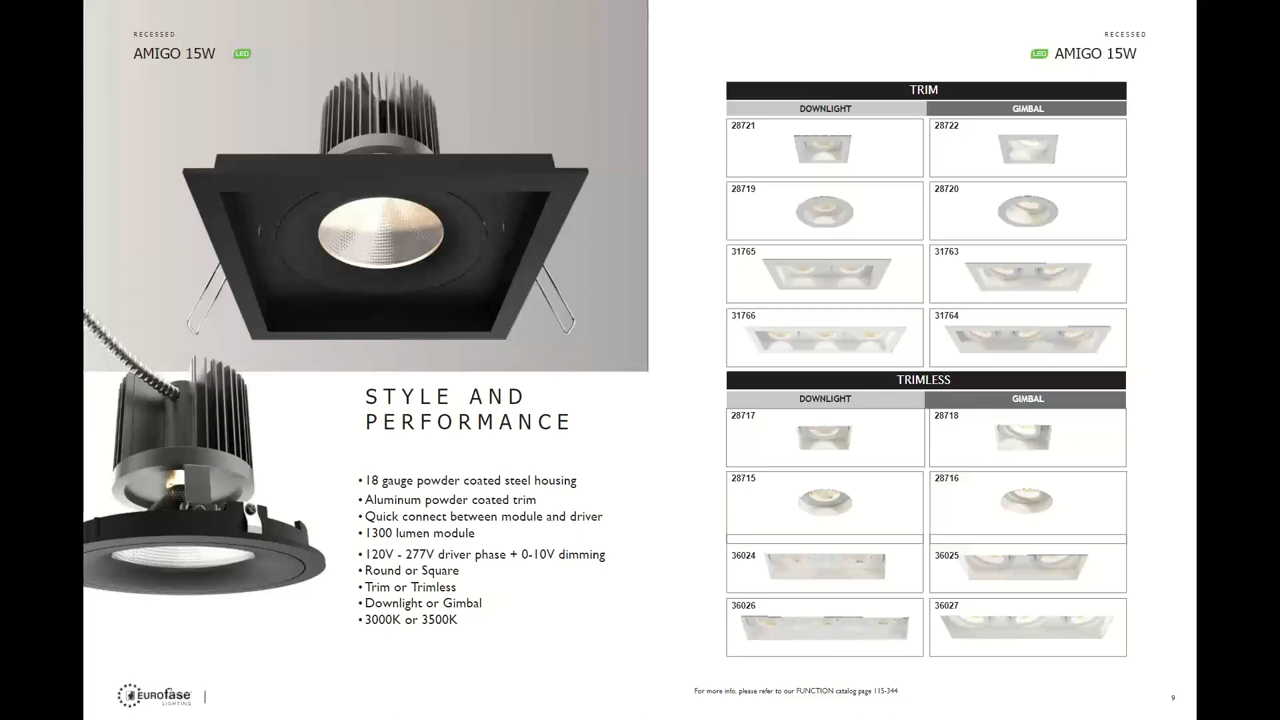 RECESSED
AMIGO 15W LED
STYLE AND
PERFORMANCE
• 18 gauge powder coated steel housing
• Aluminum powder coated trim
• Quick connect between module and driver
• 1300 lumen module
• 120V - 277V driver phase + 0-10V dimming
• Round or Square
• Trim or Trimless
• Downlight or Gimbal
• 3000K or 3500K
EUROfase
LIGHTING
RECESSED
LED AMIGO 15W
TRIM
DOWNLIGHT GIMBAL
28721 28722
28719 28720
31765 31763
31766 31764
TRIMLESS
DOWNLIGHT GIMBAL
28717 28718
28715 28716
36024 36025
36026 36027
For more info, please refer to our FUNCTION catalog page 115-344
9